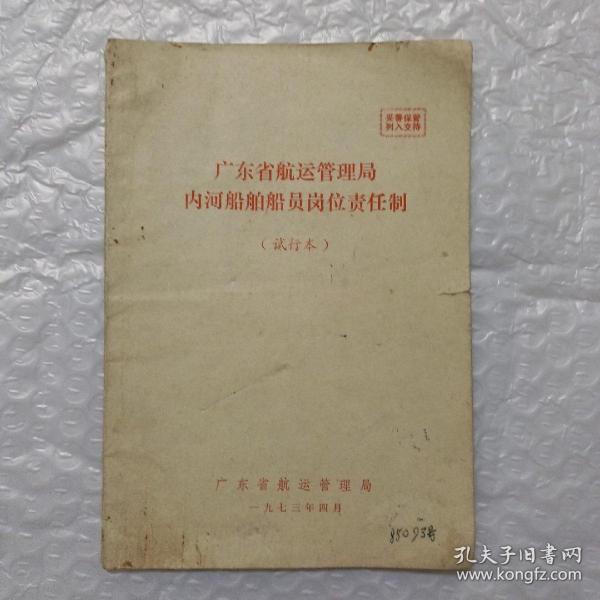 妥善保管
列入交待
广东省航运管理局
内河船舶船员岗位责任制
（试行本）
广东省航运管理局
一九七三年四月
85093号
孔夫子旧书网
www.kongfz.com